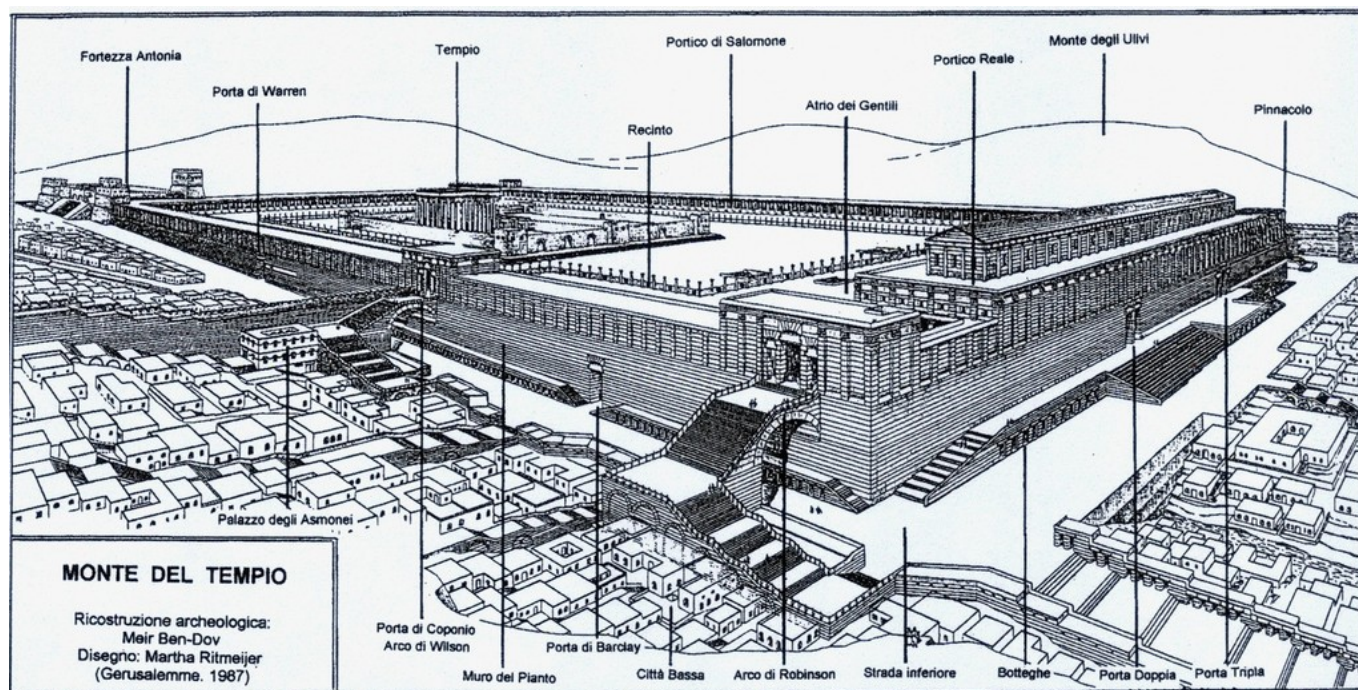 Fortezza Antonia
Porta di Warren
Tempio
Recinto
Portico di Salomone
Atrio dei Gentili
Portico Reale
Monte degli Ulivi
Pinnacolo
Palazzo degli Asmonei
MONTE DEL TEMPIO
Ricostruzione archeologica:
Meir Ben-Dov
Disegno: Martha Ritmeijer
(Gerusalemme. 1987)
Porta di Coponio
Arco di Wilson
Muro del Pianto
Porta di Barclay
Città Bassa
Arco di Robinson
Strada inferiore
Botteghe
Porta Doppia
Porta Tripla